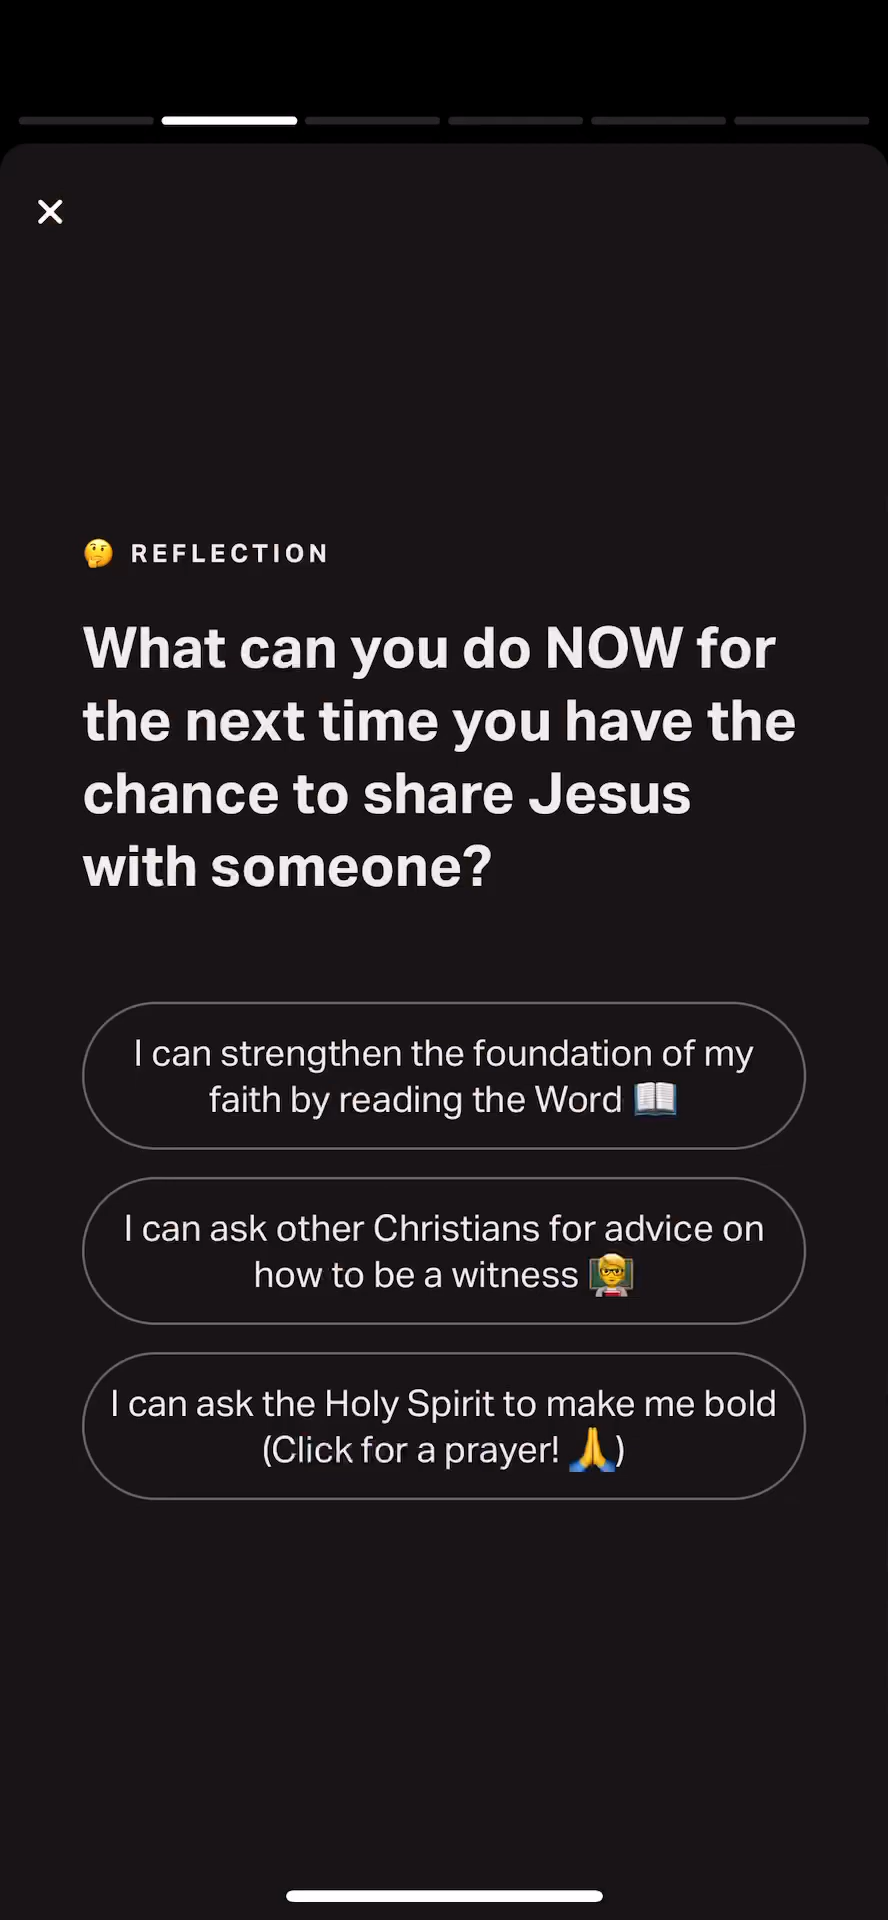 🤔 REFLECTION
What can you do NOW for
the next time you have the
chance to share Jesus
with someone?
I can strengthen the foundation of my
faith by reading the Word 📖
I can ask other Christians for advice on
how to be a witness 🧑‍🏫
I can ask the Holy Spirit to make me bold
(Click for a prayer! 🙏)